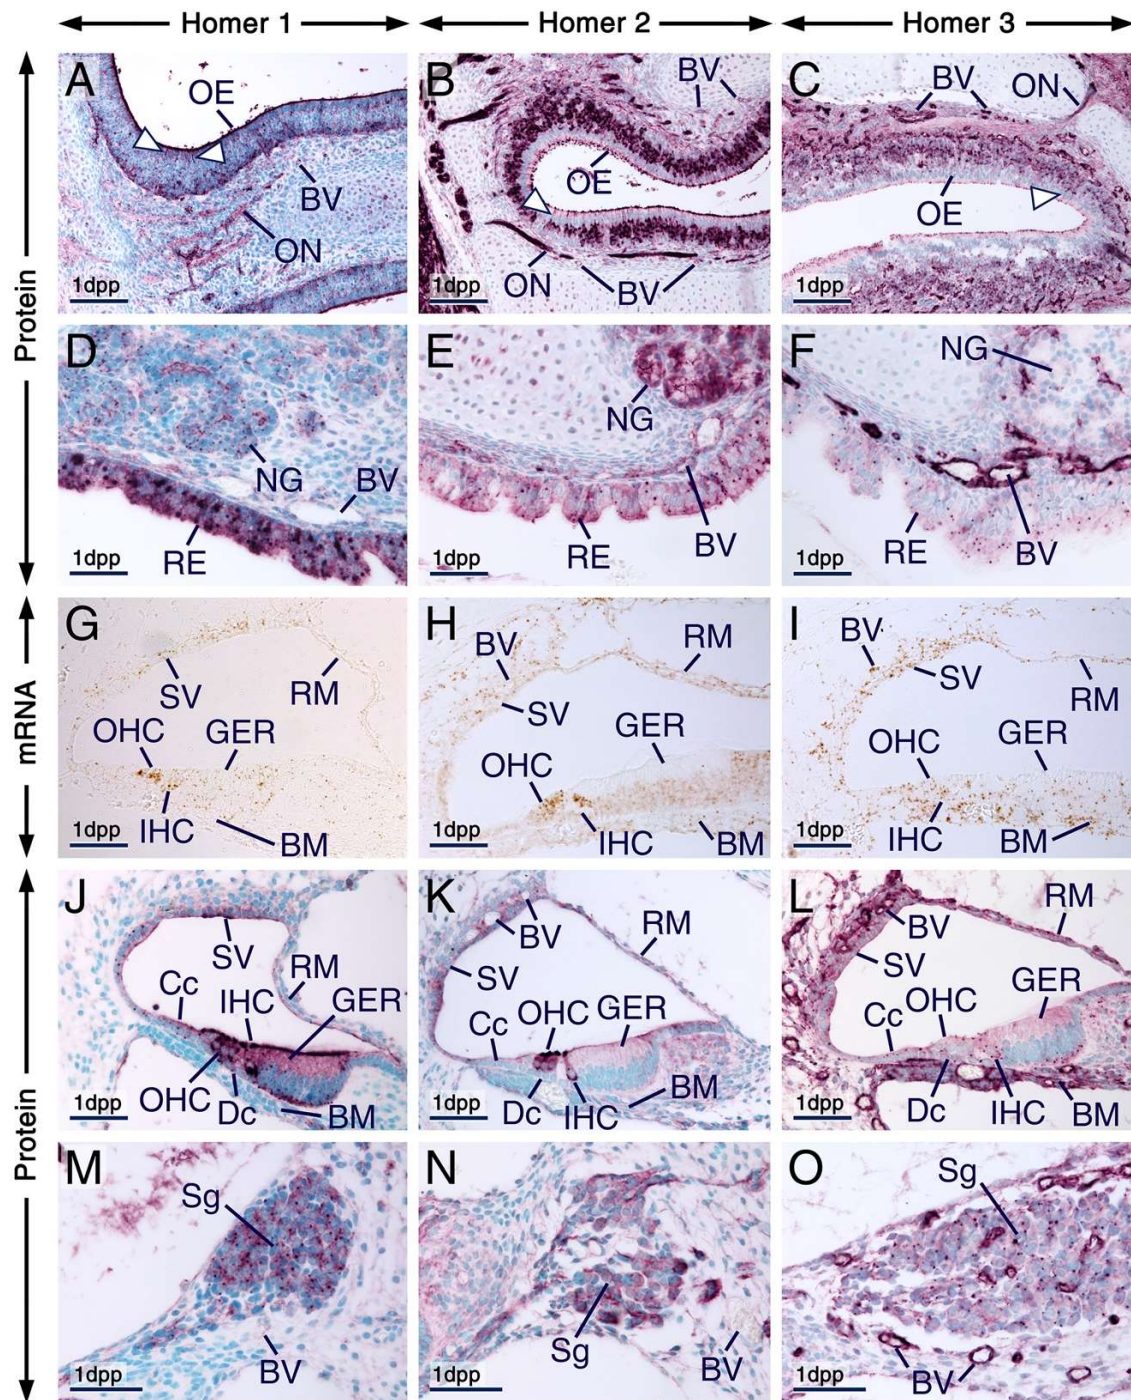 Homer 1 Homer 2 Homer 3
Protein
A OE BV ON 1dpp
B BV OE ON BV 1dpp
C BV ON OE 1dpp
D NG BV RE 1dpp
E NG RE BV 1dpp
F NG RE BV 1dpp
mRNA
G SV RM OHC GER IHC BM 1dpp
H BV RM SV GER OHC IHC BM 1dpp
I BV SV RM OHC GER IHC BM 1dpp
Protein
J SV Cc IHC RM GER OHC Dc BM 1dpp
K BV RM SV Cc OHC GER Dc IHC BM 1dpp
L BV RM SV Cc OHC GER Dc IHC BM 1dpp
M Sg BV 1dpp
N Sg BV 1dpp
O Sg BV 1dpp